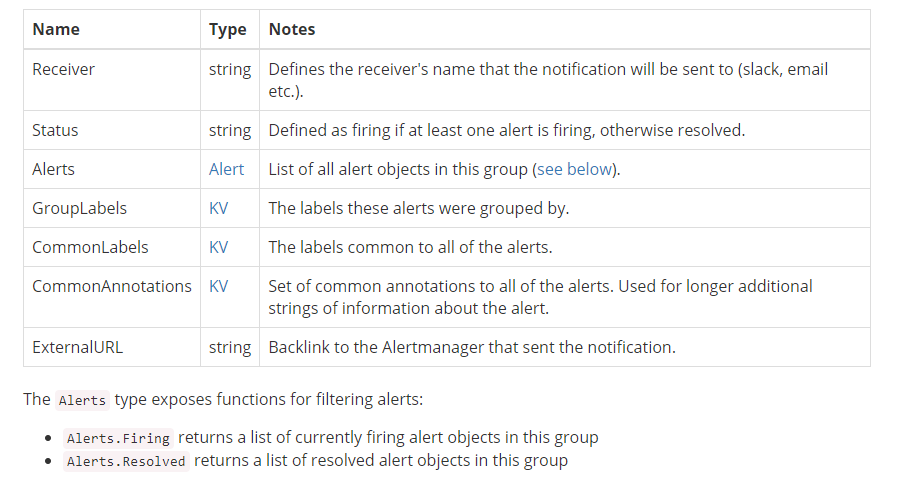 Name Type Notes
Receiver string Defines the receiver's name that the notification will be sent to (slack, email
etc.).
Status string Defined as firing if at least one alert is firing, otherwise resolved.
Alerts Alert List of all alert objects in this group (see below).
GroupLabels KV The labels these alerts were grouped by.
CommonLabels KV The labels common to all of the alerts.
CommonAnnotations KV Set of common annotations to all of the alerts. Used for longer additional
strings of information about the alert.
ExternalURL string Backlink to the Alertmanager that sent the notification.
The Alerts type exposes functions for filtering alerts:
• Alerts.Firing returns a list of currently firing alert objects in this group
• Alerts.Resolved returns a list of resolved alert objects in this group